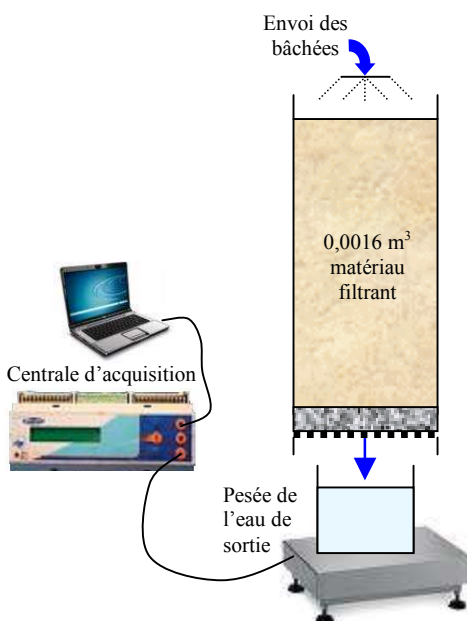 Envoi des
bâchées
0,0016 m³
matériau
filtrant
Centrale d'acquisition
Pesée de
l'eau de
sortie